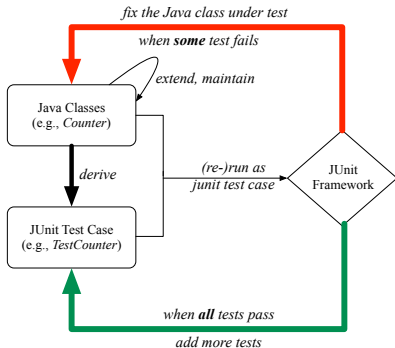 fix the Java class under test
when some test fails
extend, maintain
Java Classes
(e.g., Counter)
derive
(re-)run as
junit test case
JUnit
Framework
JUnit Test Case
(e.g., TestCounter)
when all tests pass
add more tests